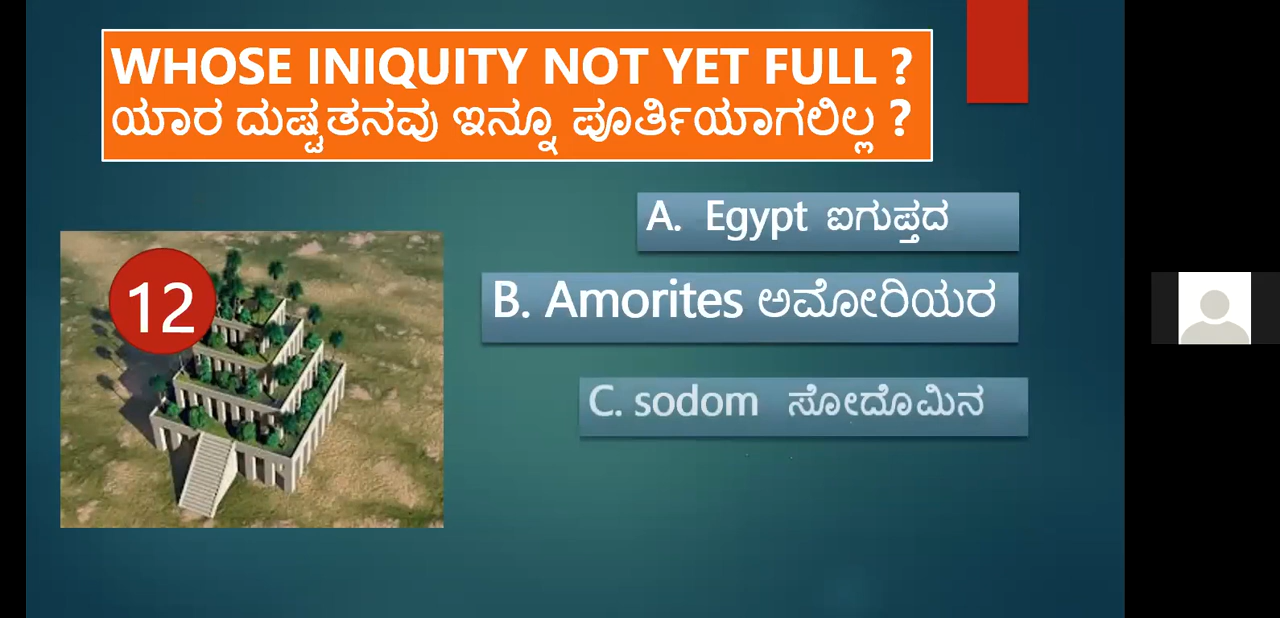 WHOSE INIQUITY NOT YET FULL ?
ಯಾರ ದುಷ್ಟತನವು ಇನ್ನೂ ಪೂರ್ತಿಯಾಗಲಿಲ್ಲ ?
A. Egypt ಐಗುಪ್ತದ
12
B. Amorites ಅಮೋರಿಯರ
C. sodom ಸೋದೊಮಿನ